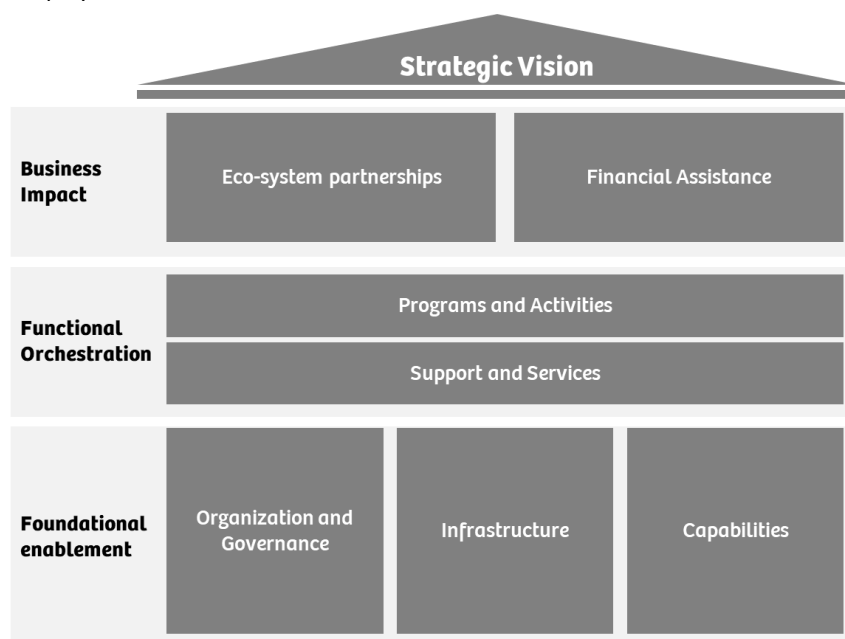 Strategic Vision
Business
Impact
Eco-system partnerships
Financial Assistance
Functional
Orchestration
Programs and Activities
Support and Services
Foundational
enablement
Organization and
Governance
Infrastructure
Capabilities